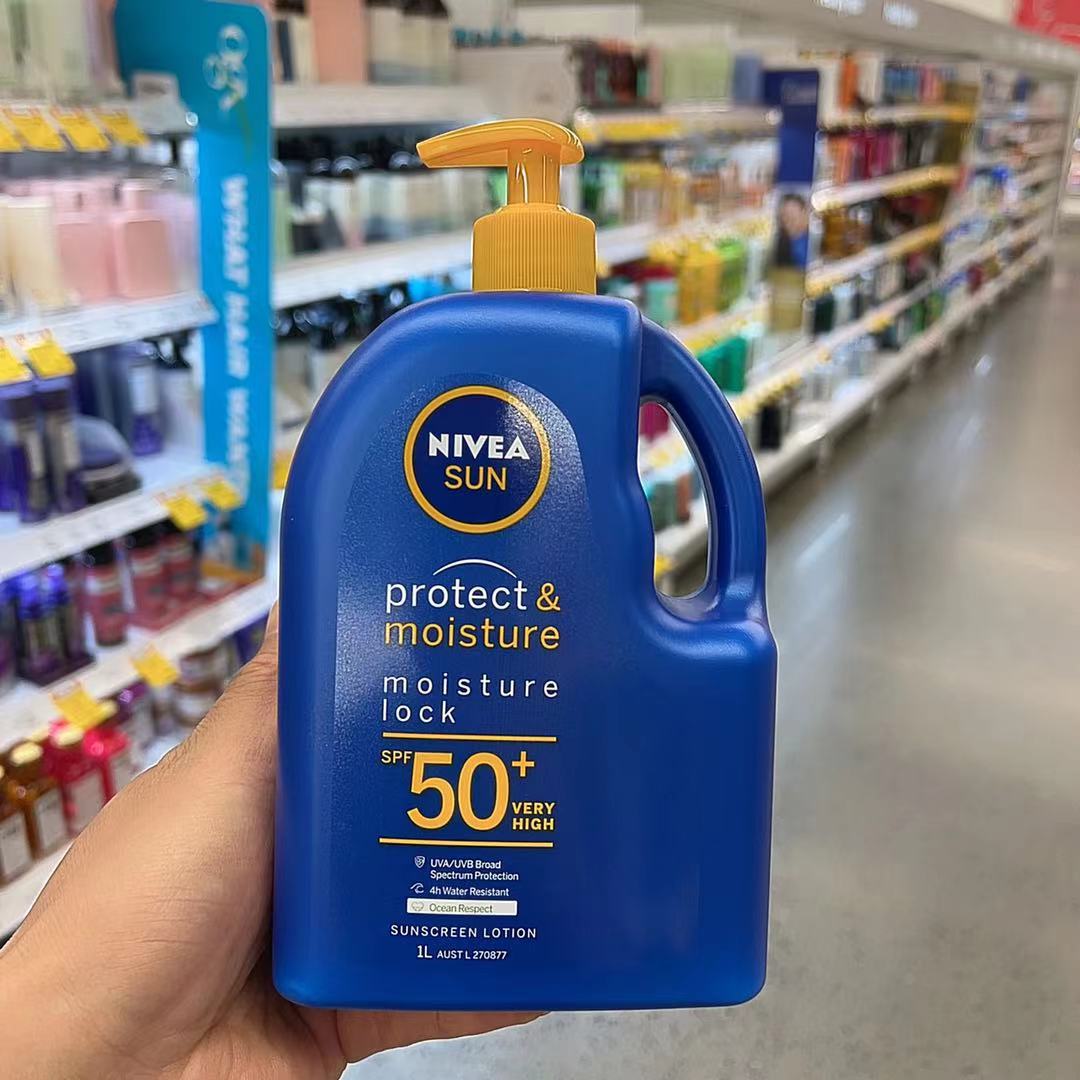 NIVEA
SUN
protect &
moisture
moisture
lock
SPF 50+
VERY
HIGH
UVA/UVB Broad
Spectrum Protection
4h Water Resistant
Ocean Respect
SUNSCREEN LOTION
1L AUST L 270877
WHAT HAIR WANTS